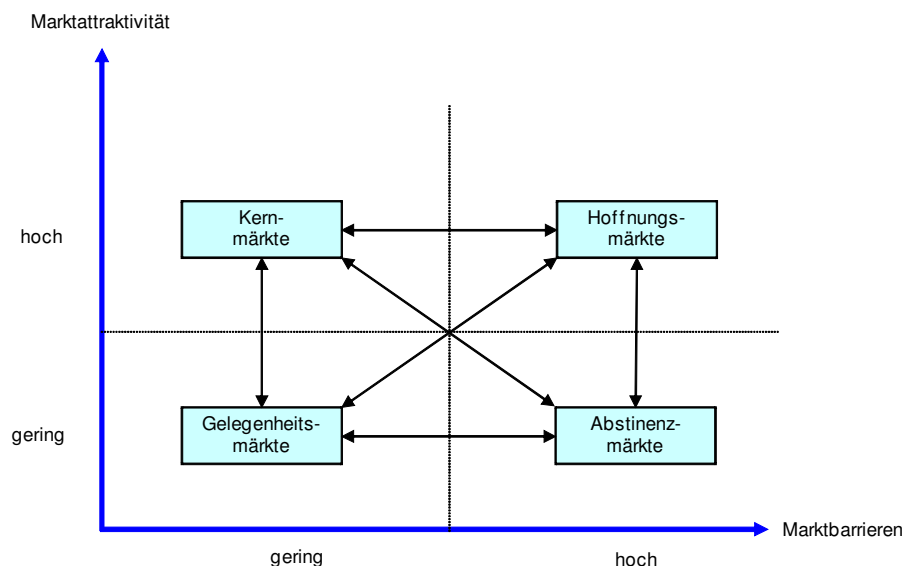 Marktattraktivität
Kern-
märkte
Hoffnungs-
märkte
hoch
Gelegenheits-
märkte
Abstinenz-
märkte
gering
Marktbarrieren
gering
hoch